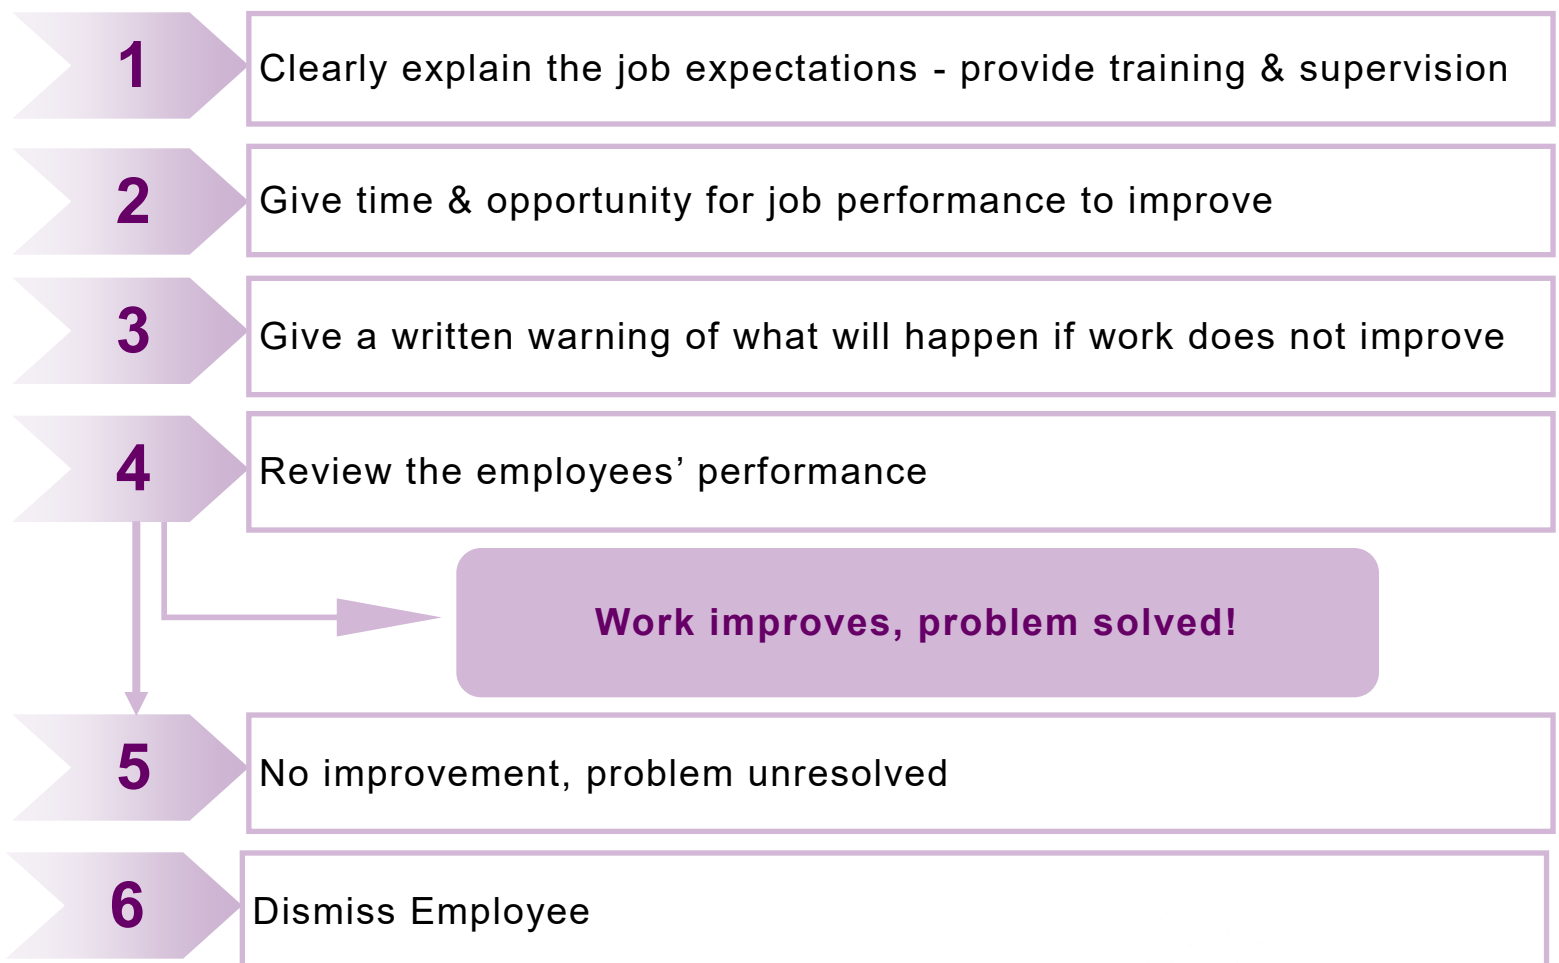 1
Clearly explain the job expectations - provide training & supervision
2
Give time & opportunity for job performance to improve
3
Give a written warning of what will happen if work does not improve
4
Review the employees’ performance
Work improves, problem solved!
5
No improvement, problem unresolved
6
Dismiss Employee